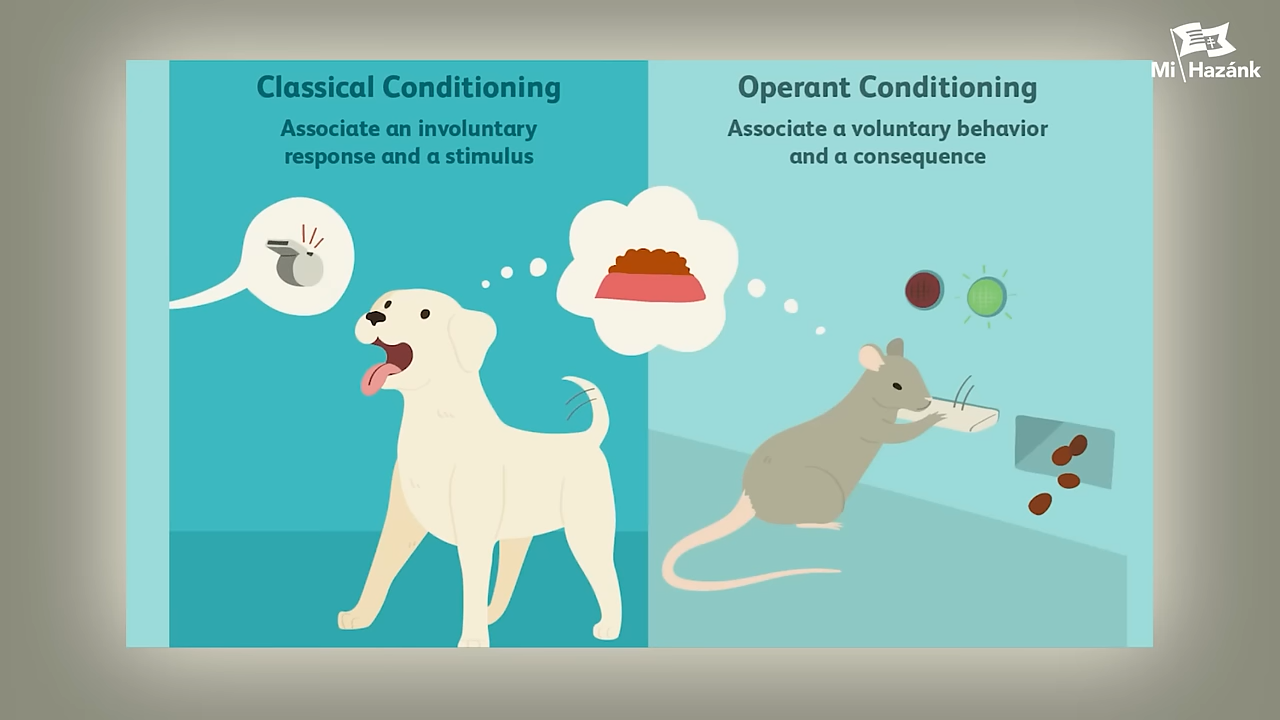 Classical Conditioning
Associate an involuntary
response and a stimulus
Operant Conditioning
Associate a voluntary behavior
and a consequence
Mi Hazánk